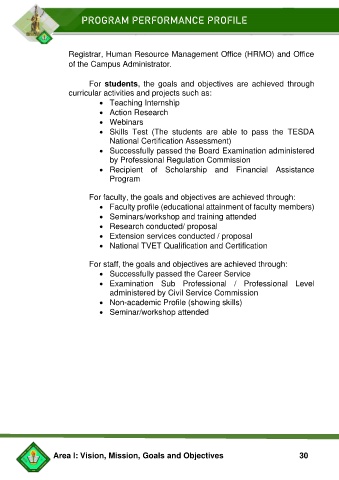 PROGRAM PERFORMANCE PROFILE
Registrar, Human Resource Management Office (HRMO) and Office
of the Campus Administrator.
For students, the goals and objectives are achieved through
curricular activities and projects such as:
• Teaching Internship
• Action Research
• Webinars
• Skills Test (The students are able to pass the TESDA
National Certification Assessment)
• Successfully passed the Board Examination administered
by Professional Regulation Commission
• Recipient of Scholarship and Financial Assistance
Program
For faculty, the goals and objectives are achieved through:
• Faculty profile (educational attainment of faculty members)
• Seminars/workshop and training attended
• Research conducted/ proposal
• Extension services conducted / proposal
• National TVET Qualification and Certification
For staff, the goals and objectives are achieved through:
• Successfully passed the Career Service
• Examination Sub Professional / Professional Level
administered by Civil Service Commission
• Non-academic Profile (showing skills)
• Seminar/workshop attended
Area I: Vision, Mission, Goals and Objectives 30